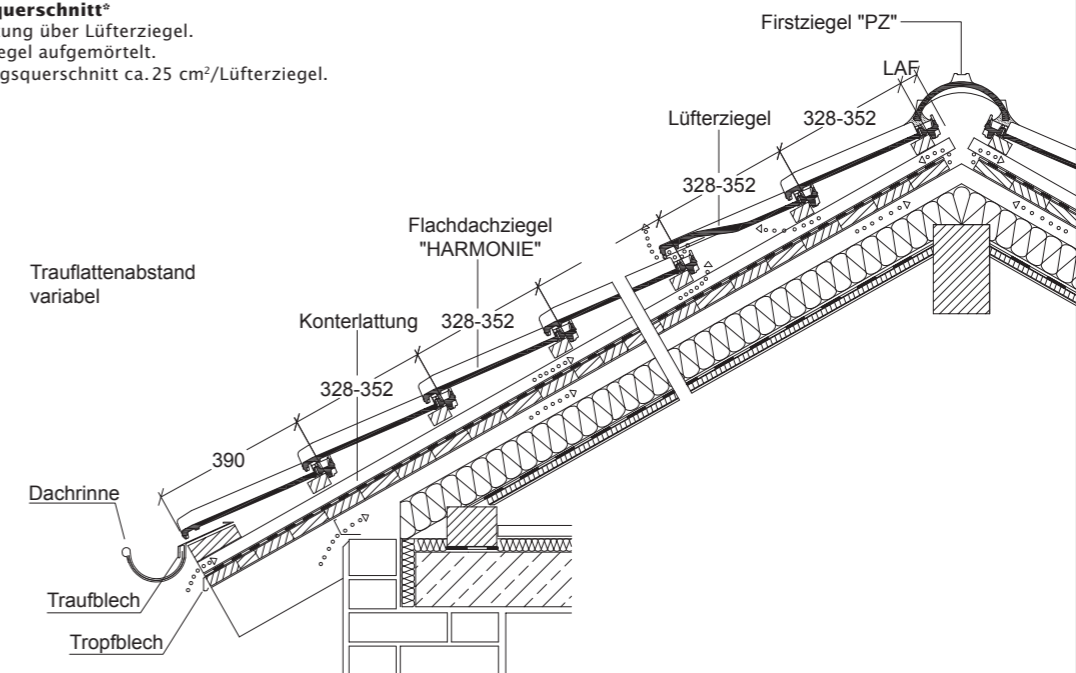 querschnitt*
ung über Lüfterziegel.
egel aufgemörtelt.
gsquerschnitt ca. 25 cm²/Lüfterziegel.
Firstziegel "PZ"
LAF
328-352
Lüfterziegel
328-352
Flachdachziegel
"HARMONIE"
328-352
Konterlattung
328-352
Trauflattenabstand
variabel
390
Dachrinne
Traufblech
Tropfblech